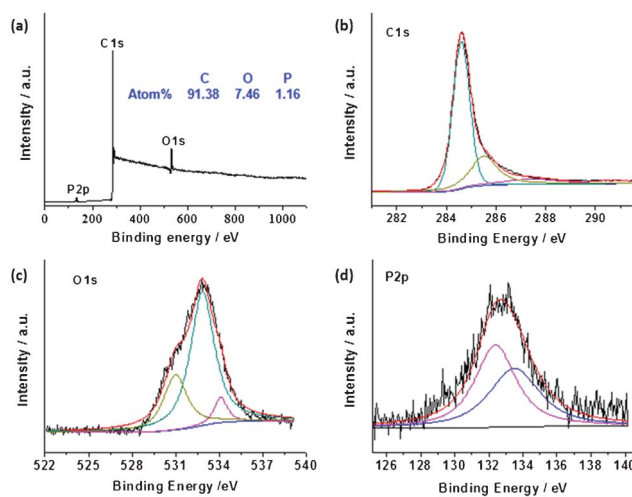 (a)
C1s
C O P
Atom% 91.38 7.46 1.16
O1s
P2p
Intensity / a.u.
0 200 400 600 800 1000
Binding energy / eV
(b)
C1s
Intensity / a.u.
282 284 286 288 290
Binding Energy / eV
(c)
O1s
Intensity / a.u.
522 525 528 531 534 537 540
Binding Energy /eV
(d)
P2p
Intensity / a.u.
126 128 130 132 134 136 138 140
Binding Energy /eV